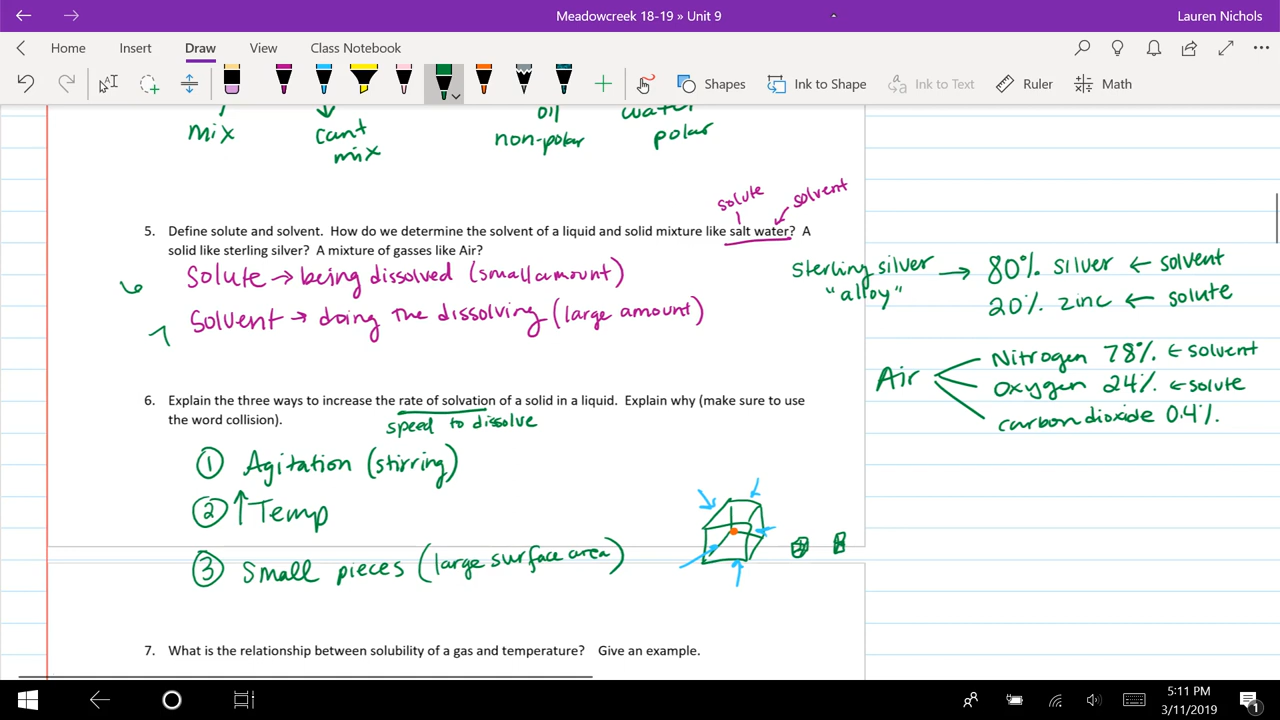 Meadowcreek 18-19 » Unit 9
Lauren Nichols
Home Insert Draw View Class Notebook
Shapes Ink to Shape Ink to Text Ruler Math
mix
can't
mix
oil
non-polar
water
polar
solute
solvent
5. Define solute and solvent. How do we determine the solvent of a liquid and solid mixture like salt water? A
solid like sterling silver? A mixture of gasses like Air?
Solute → being dissolved (small amount)
Solvent → doing the dissolving (large amount)
Sterling silver → 80% silver ← solvent
"alloy"
20% zinc ← solute
Air
Nitrogen 78% ← solvent
Oxygen 24% ← solute
carbon dioxide 0.4%
6. Explain the three ways to increase the rate of solvation of a solid in a liquid. Explain why (make sure to use
the word collision).
speed to dissolve
① Agitation (stirring)
② ↑Temp
③ Small pieces (large surface area)
7. What is the relationship between solubility of a gas and temperature? Give an example.
5:11 PM
3/11/2019
1